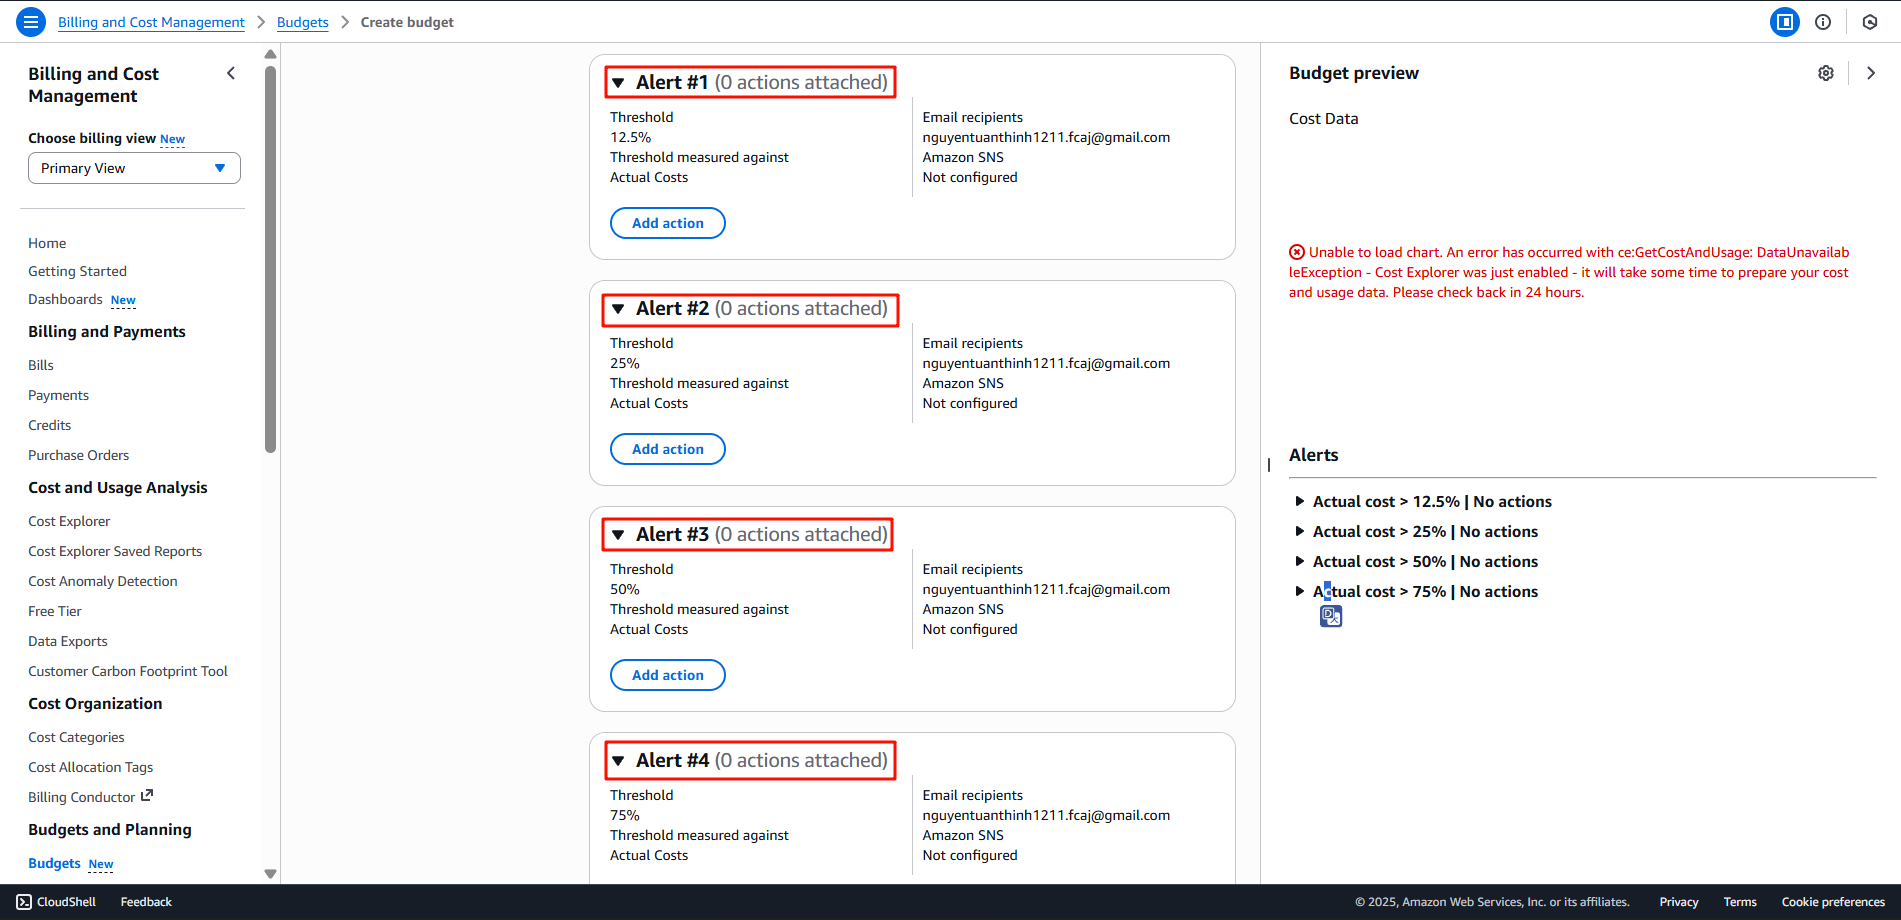 Billing and Cost Management > Budgets > Create budget
Billing and Cost
Management
Choose billing view New
Primary View
Home
Getting Started
Dashboards New
Billing and Payments
Bills
Payments
Credits
Purchase Orders
Cost and Usage Analysis
Cost Explorer
Cost Explorer Saved Reports
Cost Anomaly Detection
Free Tier
Data Exports
Customer Carbon Footprint Tool
Cost Organization
Cost Categories
Cost Allocation Tags
Billing Conductor
Budgets and Planning
Budgets New
Alert #1 (0 actions attached)
Threshold
12.5%
Threshold measured against
Actual Costs
Email recipients
nguyentuanthinh1211.fcaj@gmail.com
Amazon SNS
Not configured
Add action
Alert #2 (0 actions attached)
Threshold
25%
Threshold measured against
Actual Costs
Email recipients
nguyentuanthinh1211.fcaj@gmail.com
Amazon SNS
Not configured
Add action
Alert #3 (0 actions attached)
Threshold
50%
Threshold measured against
Actual Costs
Email recipients
nguyentuanthinh1211.fcaj@gmail.com
Amazon SNS
Not configured
Add action
Alert #4 (0 actions attached)
Threshold
75%
Threshold measured against
Actual Costs
Email recipients
nguyentuanthinh1211.fcaj@gmail.com
Amazon SNS
Not configured
Budget preview
Cost Data
Unable to load chart. An error has occurred with ce:GetCostAndUsage: DataUnavailab
leException - Cost Explorer was just enabled - it will take some time to prepare your cost
and usage data. Please check back in 24 hours.
Alerts
Actual cost > 12.5% | No actions
Actual cost > 25% | No actions
Actual cost > 50% | No actions
Actual cost > 75% | No actions
CloudShell
Feedback
© 2025, Amazon Web Services, Inc. or its affiliates.
Privacy
Terms
Cookie preferences